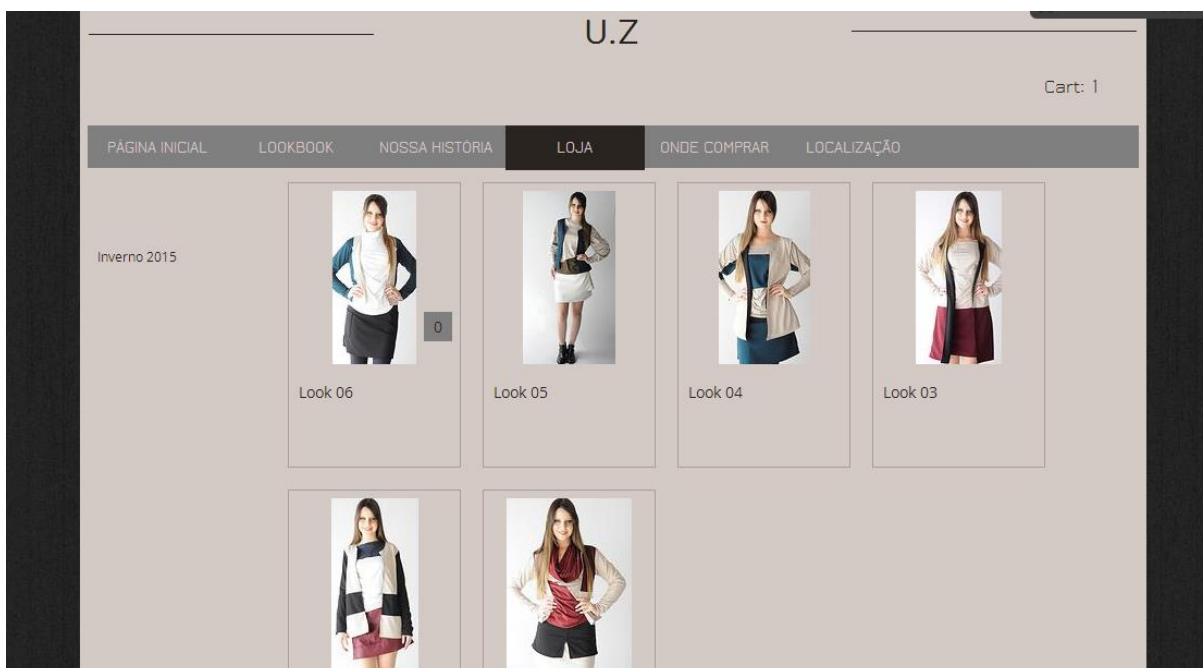 U.Z
Cart: 1
PÁGINA INICIAL LOOKBOOK NOSSA HISTÓRIA LOJA ONDE COMPRAR LOCALIZAÇÃO
Inverno 2015
0
Look 06 Look 05 Look 04 Look 03